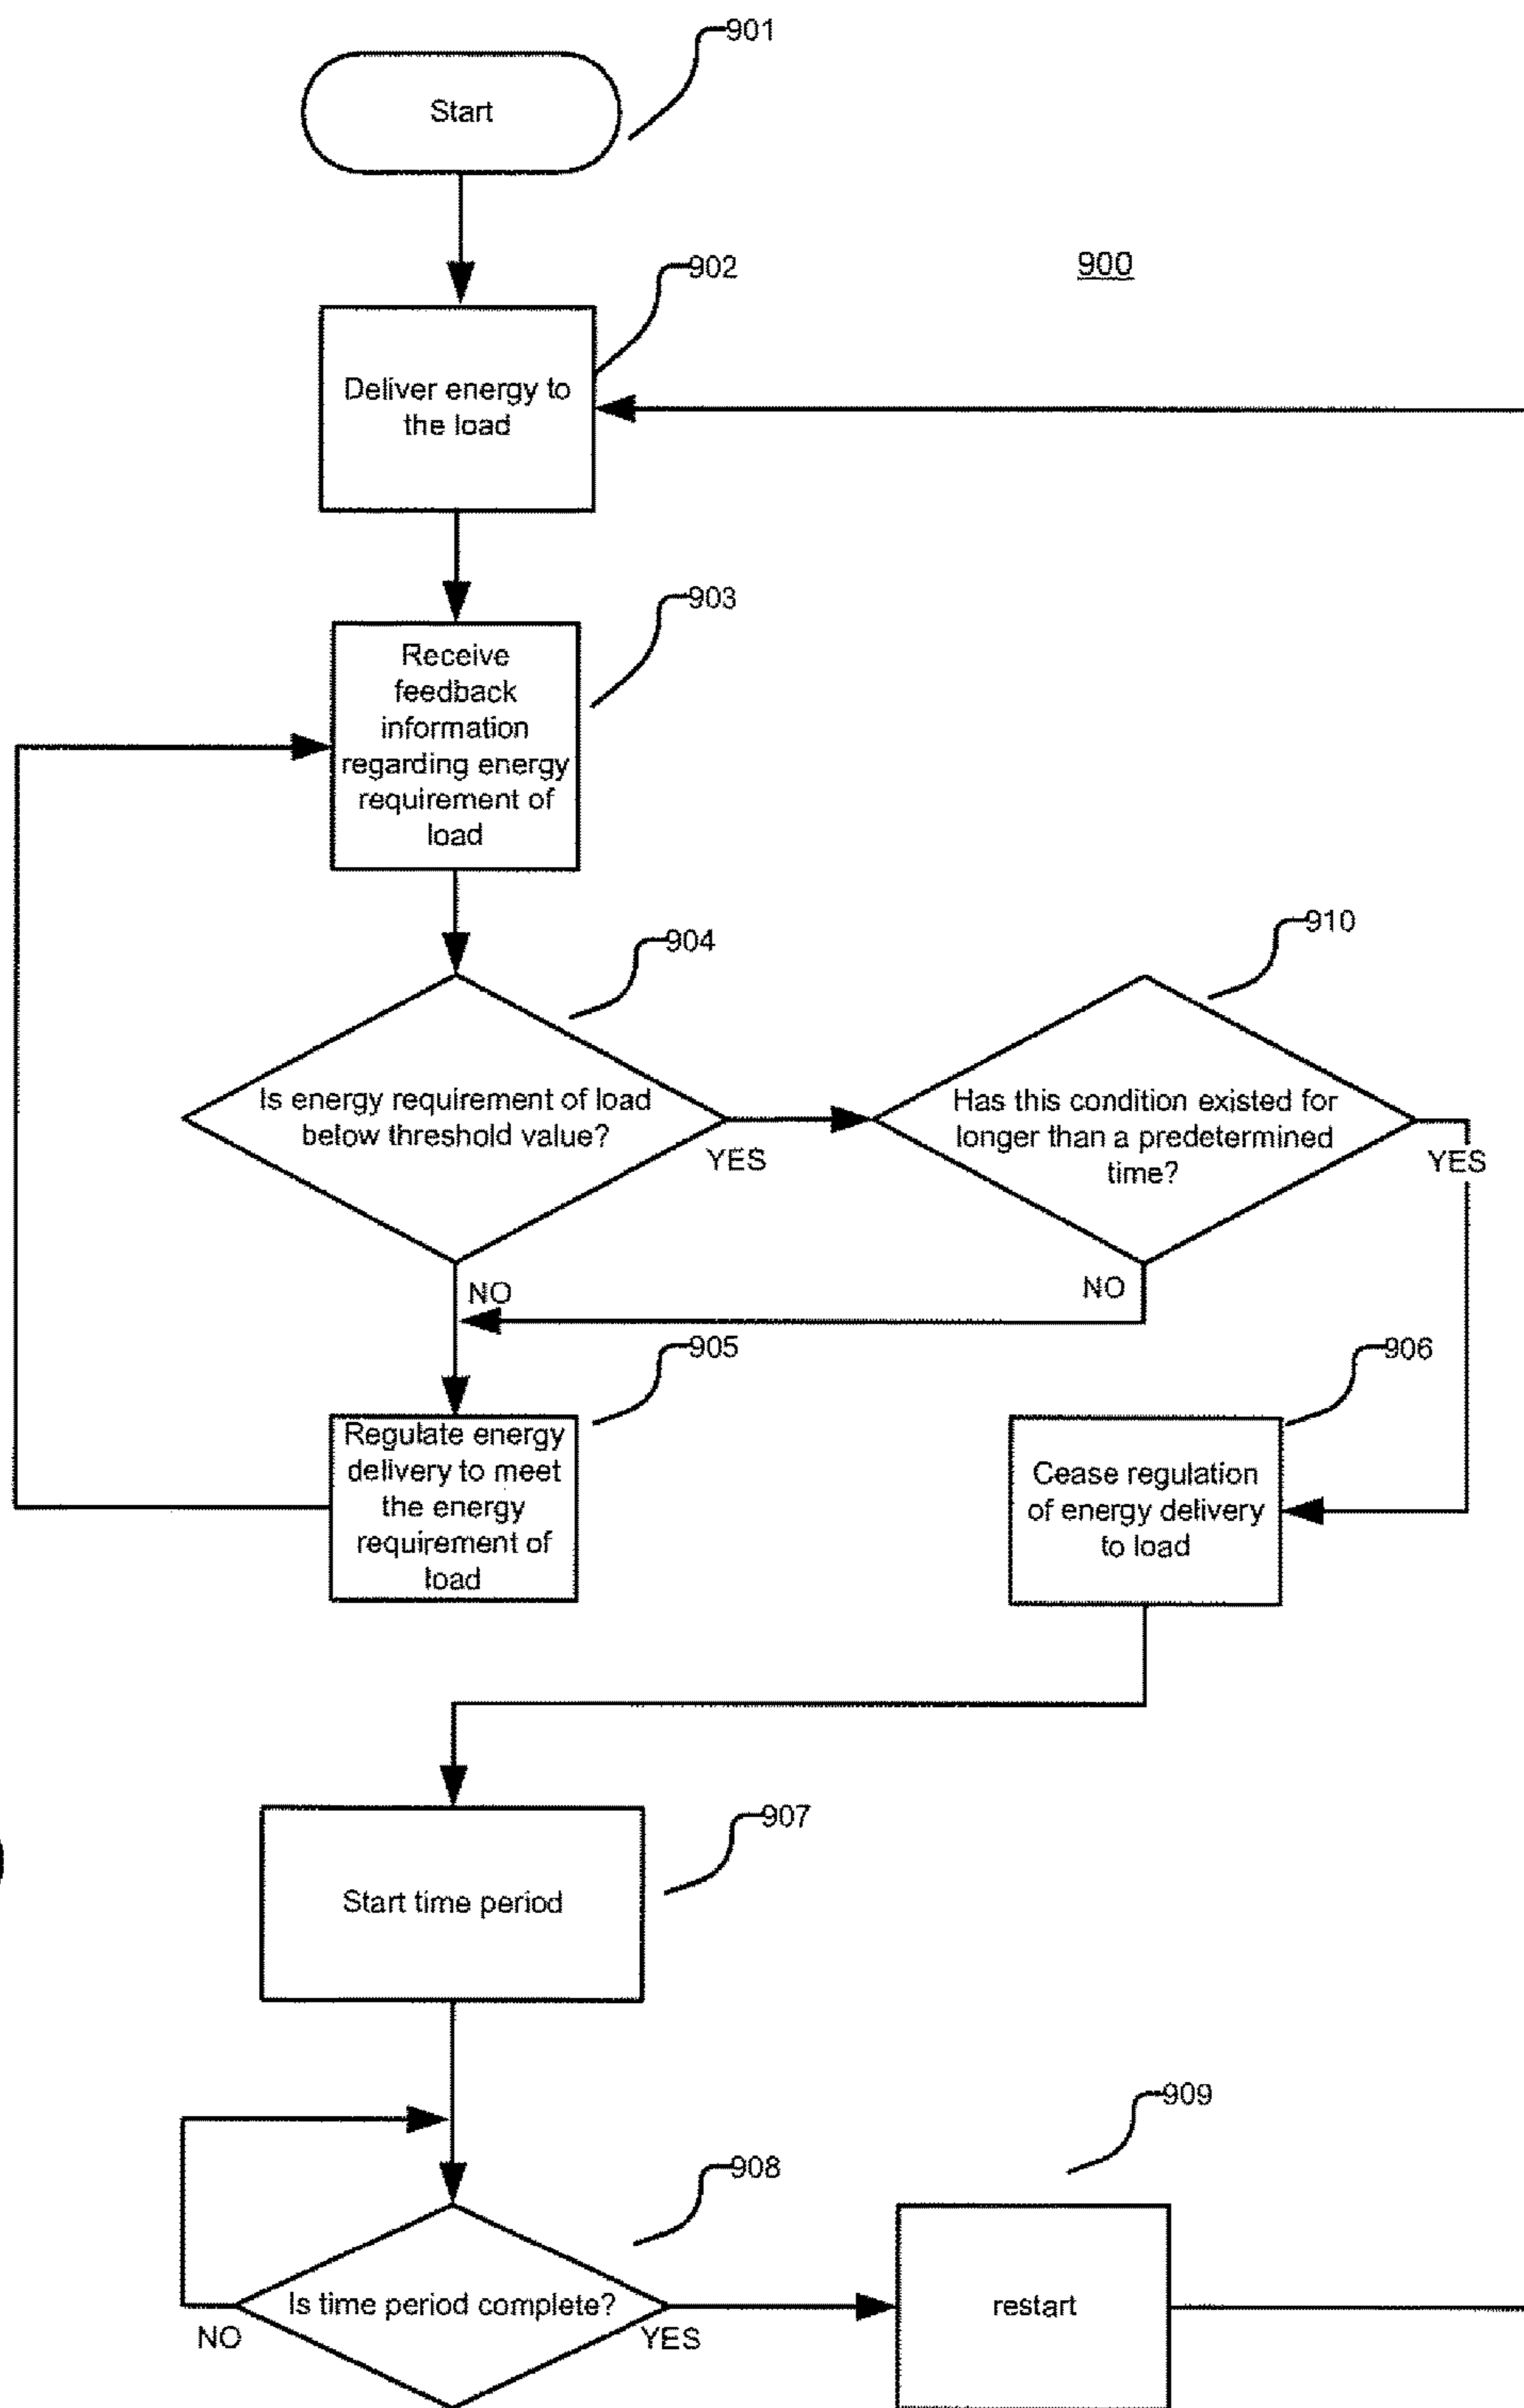 901
Start
902
900
Deliver energy to
the load
903
Receive
feedback
information
regarding energy
requirement of
load
904
910
Is energy requirement of load
below threshold value?
YES
Has this condition existed for
longer than a predetermined
time?
YES
NO
NO
905
906
Regulate energy
delivery to meet
the energy
requirement of
load
Cease regulation
of energy delivery
to load
907
Start time period
909
908
Is time period complete?
NO
YES
restart